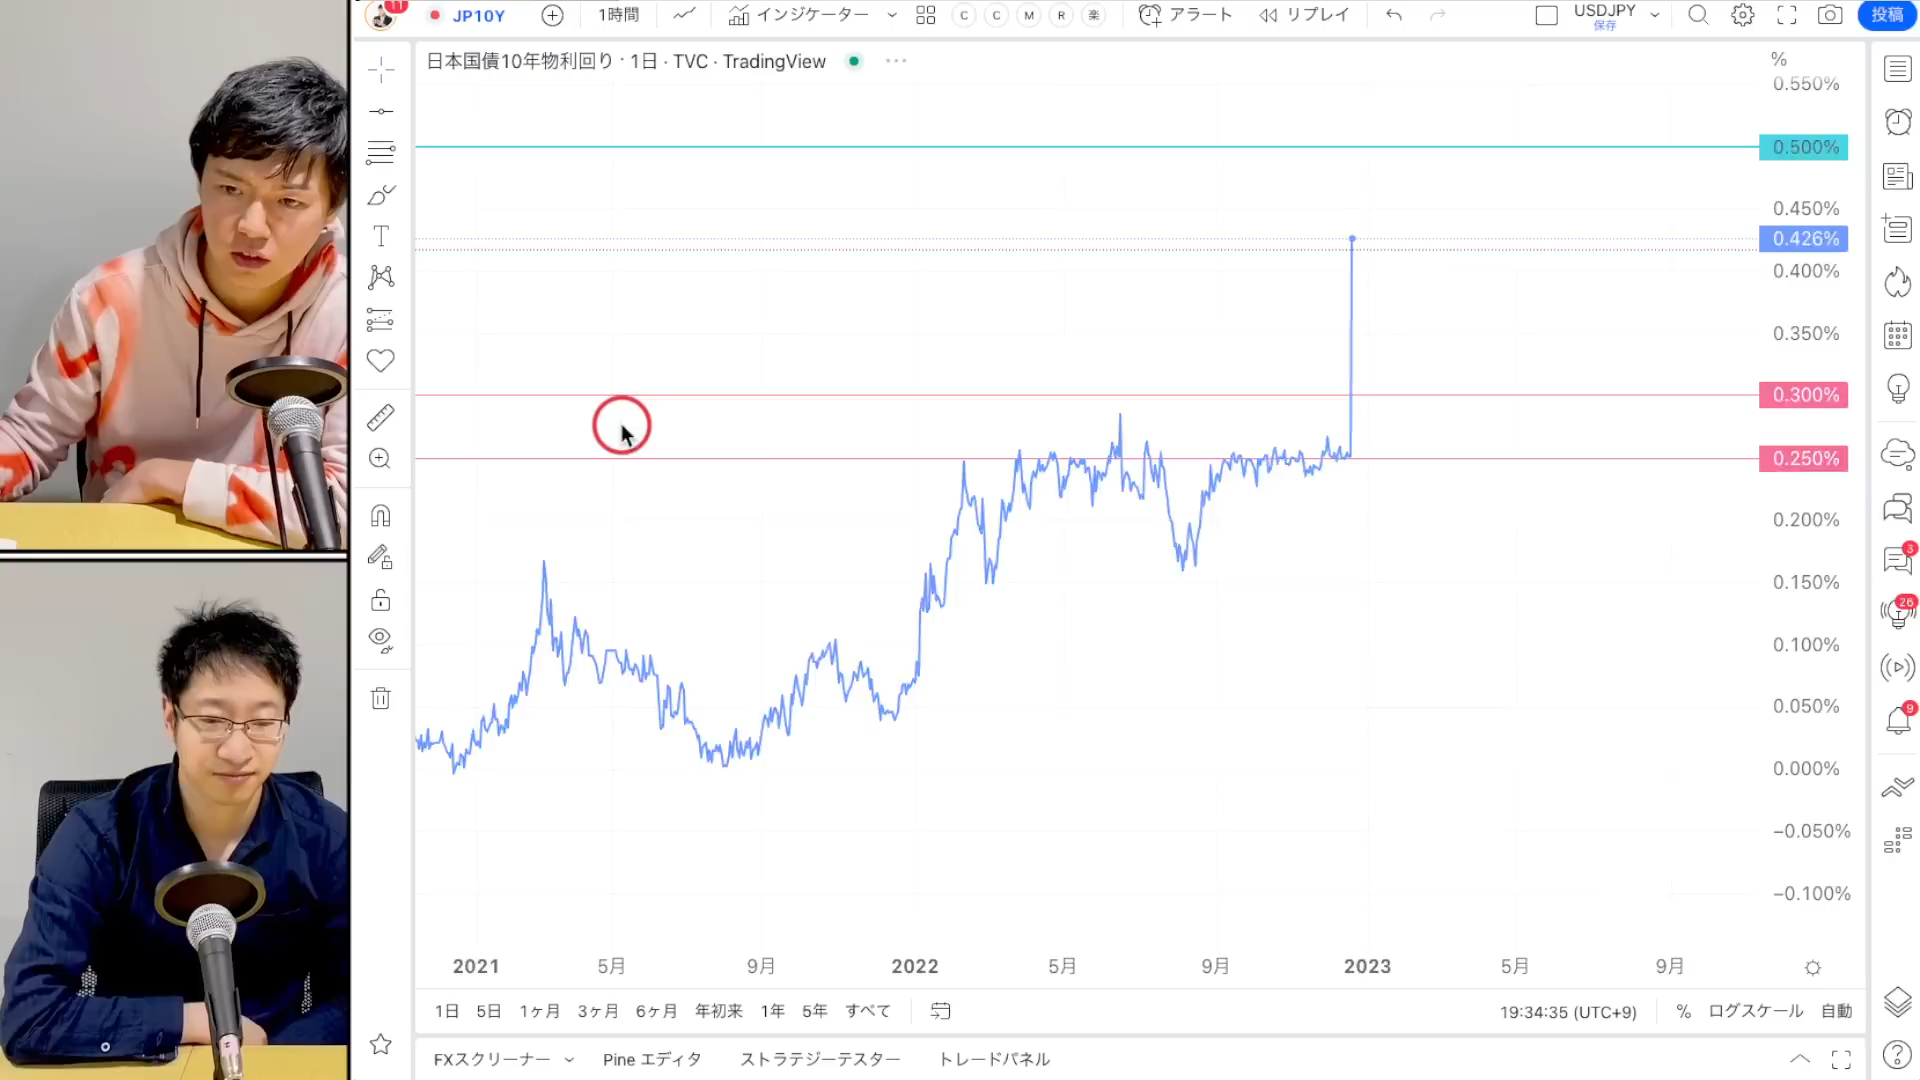 11
JP10Y
1時間
インジケーター
C
C
M
R
楽
アラート
リプレイ
USDJPY
保存
投稿
日本国債10年物利回り · 1日 · TVC · TradingView
%
0.550%
0.500%
0.450%
0.426%
0.400%
0.350%
0.300%
0.250%
0.200%
0.150%
0.100%
0.050%
0.000%
−0.050%
−0.100%
3
26
9
2021
5月
9月
2022
5月
9月
2023
5月
9月
1日
5日
1ヶ月
3ヶ月
6ヶ月
年初来
1年
5年
すべて
19:34:35 (UTC+9)
%
ログスケール
自動
FXスクリーナー
Pine エディタ
ストラテジーテスター
トレードパネル